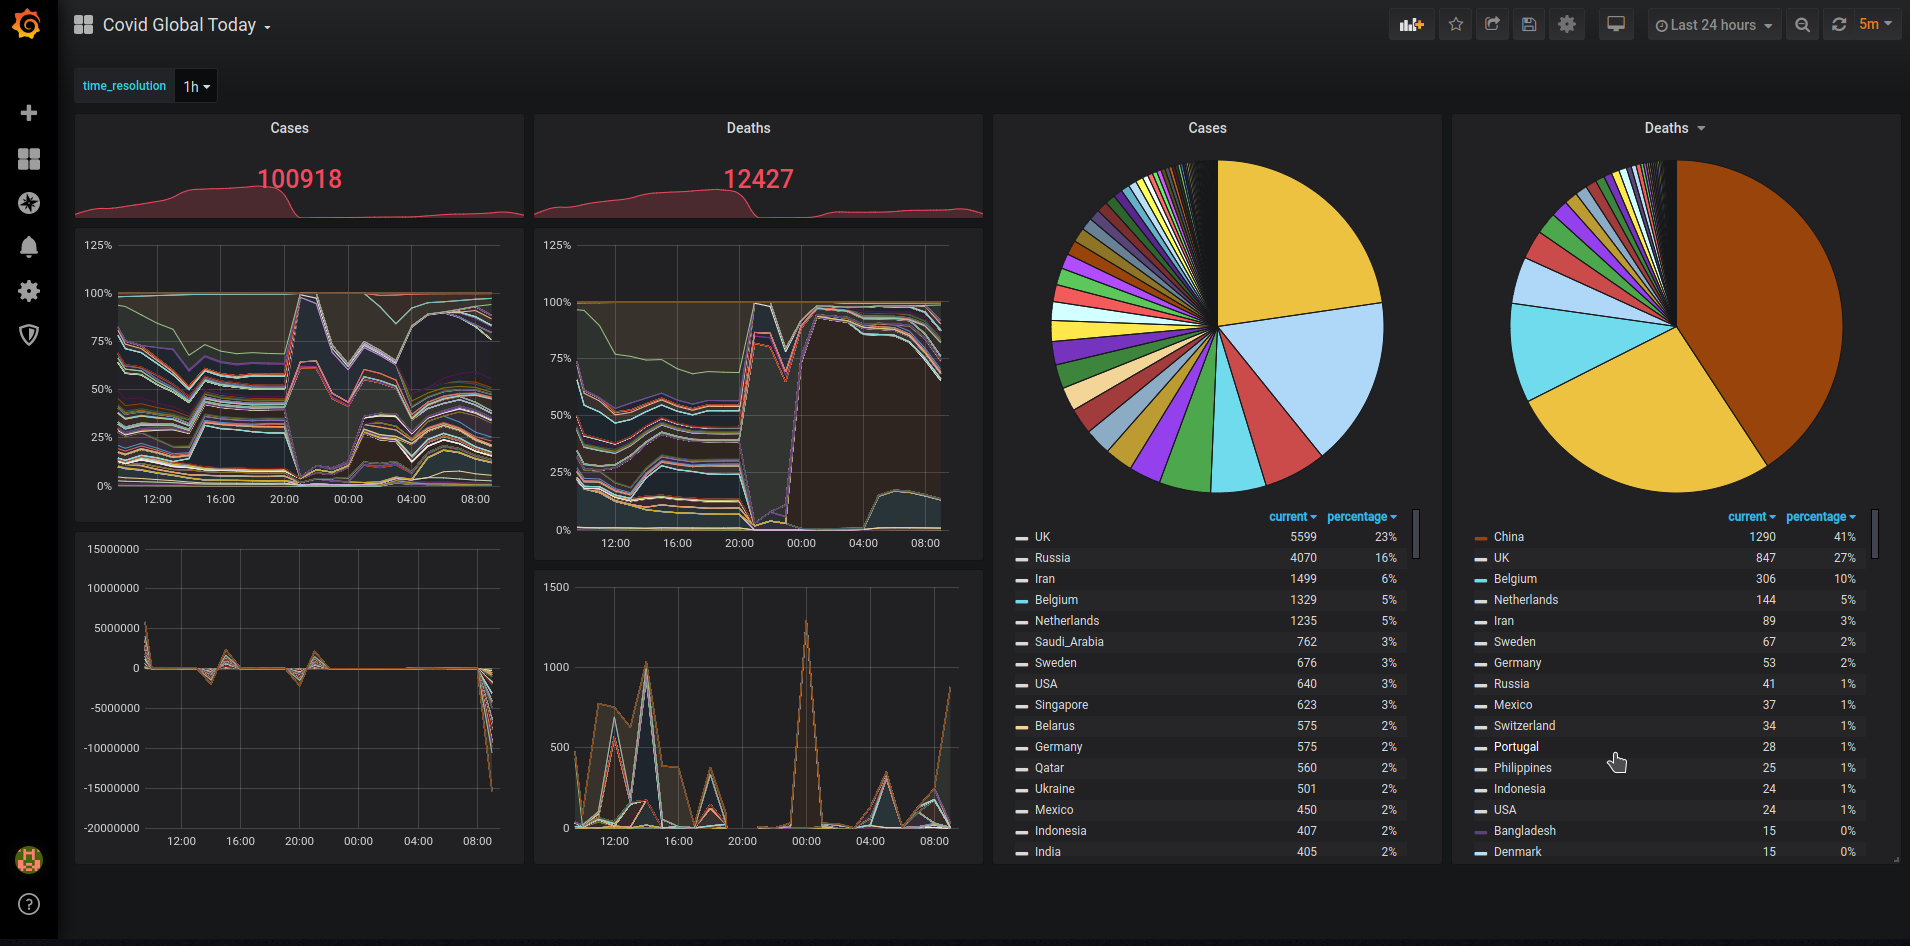 Covid Global Today
Last 24 hours
5m
time_resolution 1h
Cases
100918
125%
100%
75%
50%
25%
0%
12:00 16:00 20:00 00:00 04:00 08:00
15000000
10000000
5000000
0
-5000000
-10000000
-15000000
-20000000
12:00 16:00 20:00 00:00 04:00 08:00
Deaths
12427
125%
100%
75%
50%
25%
0%
12:00 16:00 20:00 00:00 04:00 08:00
1500
1000
500
0
12:00 16:00 20:00 00:00 04:00 08:00
Cases
current percentage
UK 5599 23%
Russia 4070 16%
Iran 1499 6%
Belgium 1329 5%
Netherlands 1235 5%
Saudi_Arabia 762 3%
Sweden 676 3%
USA 640 3%
Singapore 623 3%
Belarus 575 2%
Germany 575 2%
Qatar 560 2%
Ukraine 501 2%
Mexico 450 2%
Indonesia 407 2%
India 405 2%
Deaths
current percentage
China 1290 41%
UK 847 27%
Belgium 306 10%
Netherlands 144 5%
Iran 89 3%
Sweden 67 2%
Germany 53 2%
Russia 41 1%
Mexico 37 1%
Switzerland 34 1%
Portugal 28 1%
Philippines 25 1%
Indonesia 24 1%
USA 24 1%
Bangladesh 15 0%
Denmark 15 0%